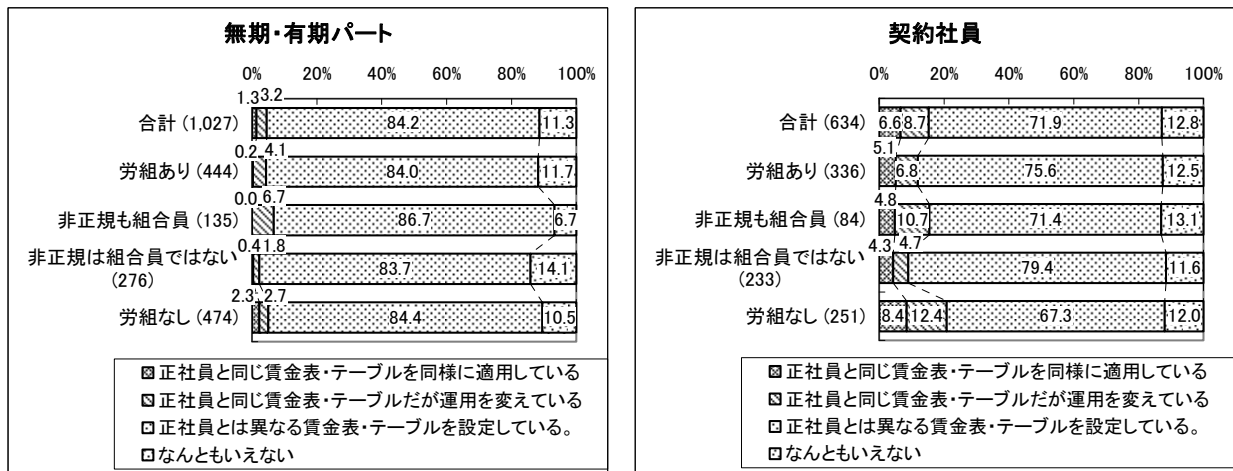 無期・有期パート
0% 20% 40% 60% 80% 100%
1.3 3.2
合計 (1,027) 84.2 11.3
0.2 4.1
労組あり (444) 84.0 11.7
0.0 6.7
非正規も組合員 (135) 86.7 6.7
0.4 1.8
非正規は組合員ではない
(276) 83.7 14.1
2.3 2.7
労組なし (474) 84.4 10.5
正社員と同じ賃金表・テーブルを同様に適用している
正社員と同じ賃金表・テーブルだが運用を変えている
正社員とは異なる賃金表・テーブルを設定している。
なんともいえない
契約社員
0% 20% 40% 60% 80% 100%
合計 (634) 6.6 8.7 71.9 12.8
5.1
労組あり (336) 6.8 75.6 12.5
4.8
非正規も組合員 (84) 10.7 71.4 13.1
4.3 4.7
非正規は組合員ではない
(233) 79.4 11.6
労組なし (251) 8.4 12.4 67.3 12.0
正社員と同じ賃金表・テーブルを同様に適用している
正社員と同じ賃金表・テーブルだが運用を変えている
正社員とは異なる賃金表・テーブルを設定している。
なんともいえない